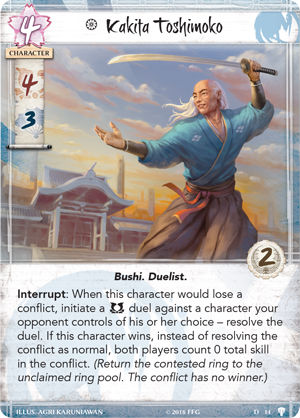 4
Kakita Toshimoko
CHARACTER
4
3
2
Bushi. Duelist.
Interrupt: When this character would lose a
conflict, initiate a duel against a character your
opponent controls of his or her choice – resolve the
duel. If this character wins, instead of resolving the
conflict as normal, both players count 0 total skill
in the conflict. (Return the contested ring to the
unclaimed ring pool. The conflict has no winner.)
ILLUS. AGRI KARUNIAWAN
© 2018 FFG
D 14